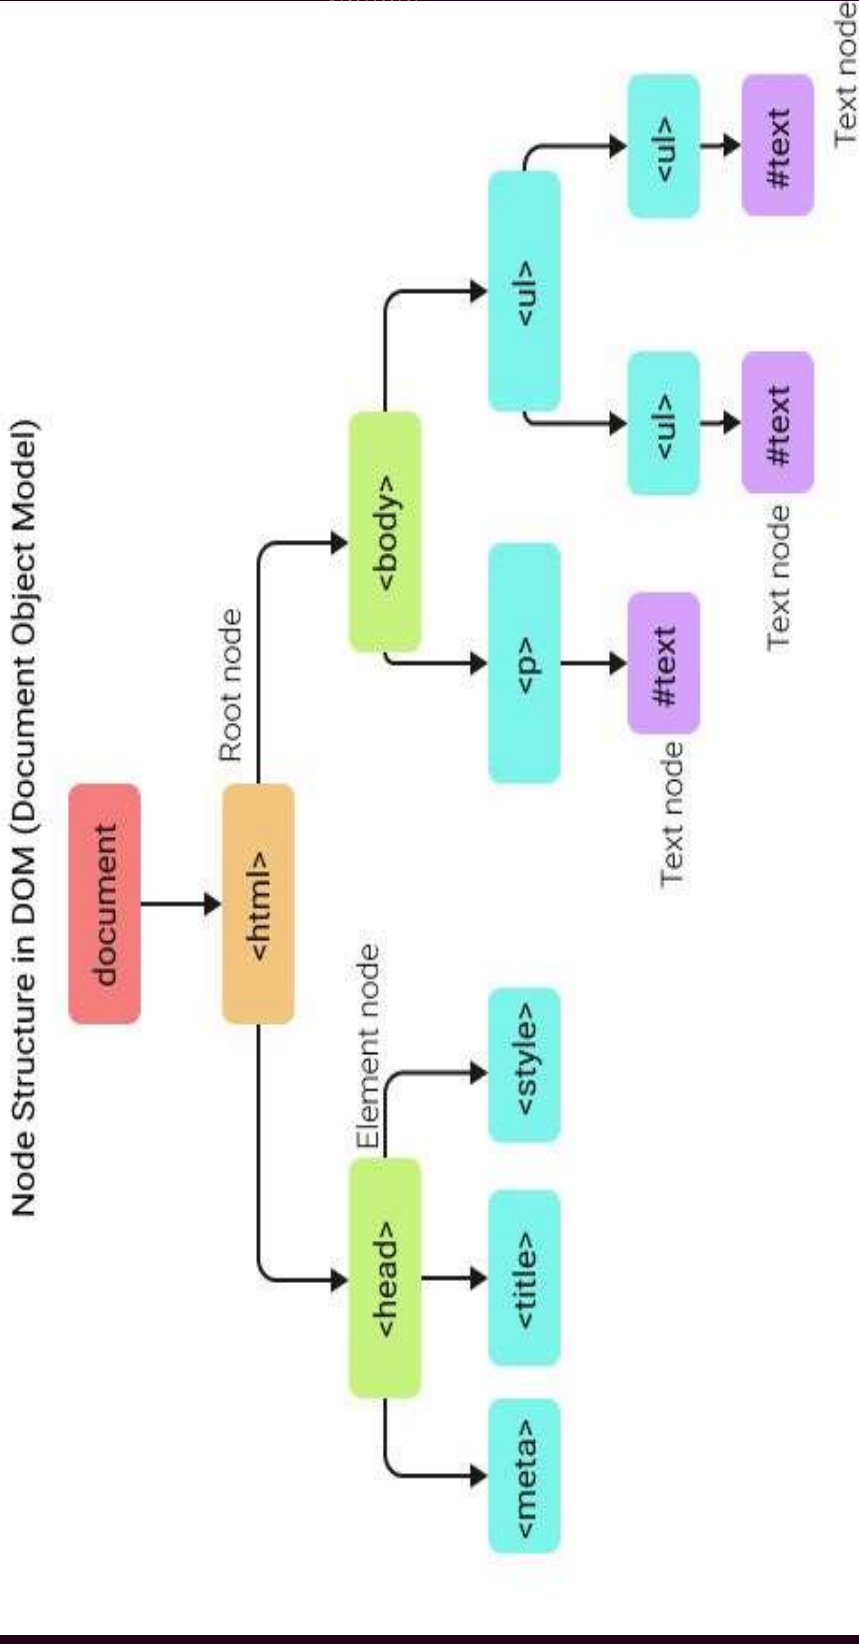 Node Structure in DOM (Document Object Model)
document
<html>
Root node
<head>
Element node
<body>
<meta>
<title>
<style>
<p>
<ul>
Text node
#text
<ul>
<ul>
Text node
#text
#text
Text node